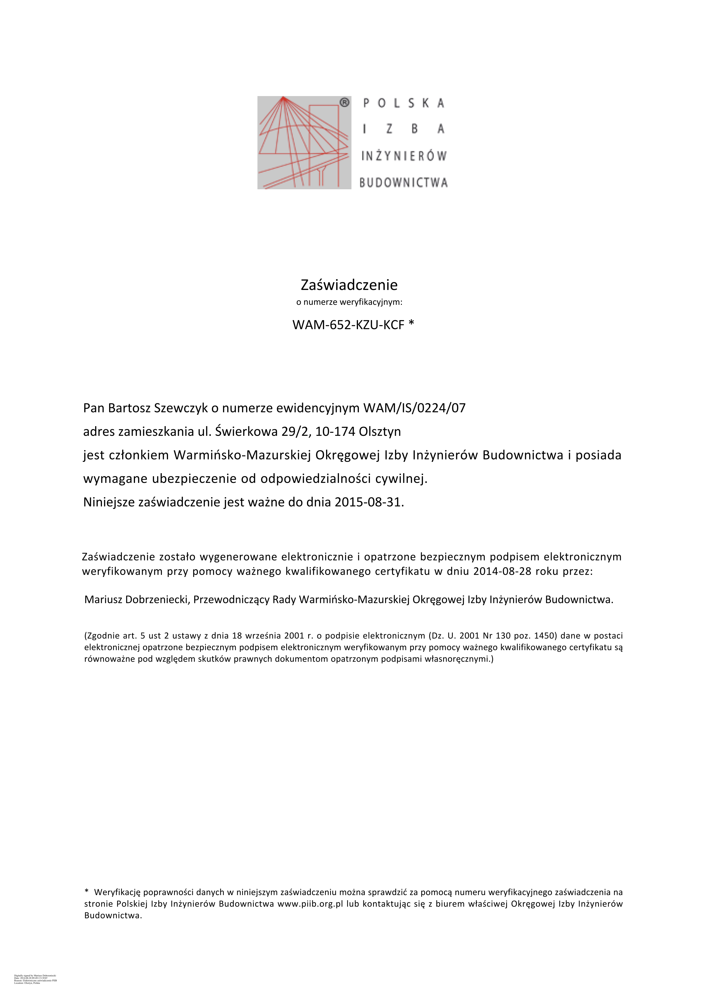 ®
POLSKA
IZBA
INŻYNIERÓW
BUDOWNICTWA
Zaświadczenie
o numerze weryfikacyjnym:
WAM-652-KZU-KCF *
Pan Bartosz Szewczyk o numerze ewidencyjnym WAM/IS/0224/07
adres zamieszkania ul. Świerkowa 29/2, 10-174 Olsztyn
jest członkiem Warmińsko-Mazurskiej Okręgowej Izby Inżynierów Budownictwa i posiada
wymagane ubezpieczenie od odpowiedzialności cywilnej.
Niniejsze zaświadczenie jest ważne do dnia 2015-08-31.
Zaświadczenie zostało wygenerowane elektronicznie i opatrzone bezpiecznym podpisem elektronicznym
weryfikowanym przy pomocy ważnego kwalifikowanego certyfikatu w dniu 2014-08-28 roku przez:
Mariusz Dobrzeniecki, Przewodniczący Rady Warmińsko-Mazurskiej Okręgowej Izby Inżynierów Budownictwa.
(Zgodnie art. 5 ust 2 ustawy z dnia 18 września 2001 r. o podpisie elektronicznym (Dz. U. 2001 Nr 130 poz. 1450) dane w postaci
elektronicznej opatrzone bezpiecznym podpisem elektronicznym weryfikowanym przy pomocy ważnego kwalifikowanego certyfikatu są
równoważne pod względem skutków prawnych dokumentom opatrzonym podpisami własnoręcznymi.)
* Weryfikację poprawności danych w niniejszym zaświadczeniu można sprawdzić za pomocą numeru weryfikacyjnego zaświadczenia na
stronie Polskiej Izby Inżynierów Budownictwa www.piib.org.pl lub kontaktując się z biurem właściwej Okręgowej Izby Inżynierów
Budownictwa.
Digitally signed by Mariusz Dobrzeniecki
Date: 2014.08.28 09:49:13 CEST
Reason: Elektroniczne zaświadczenie PIIB
Location: Olsztyn, Polska